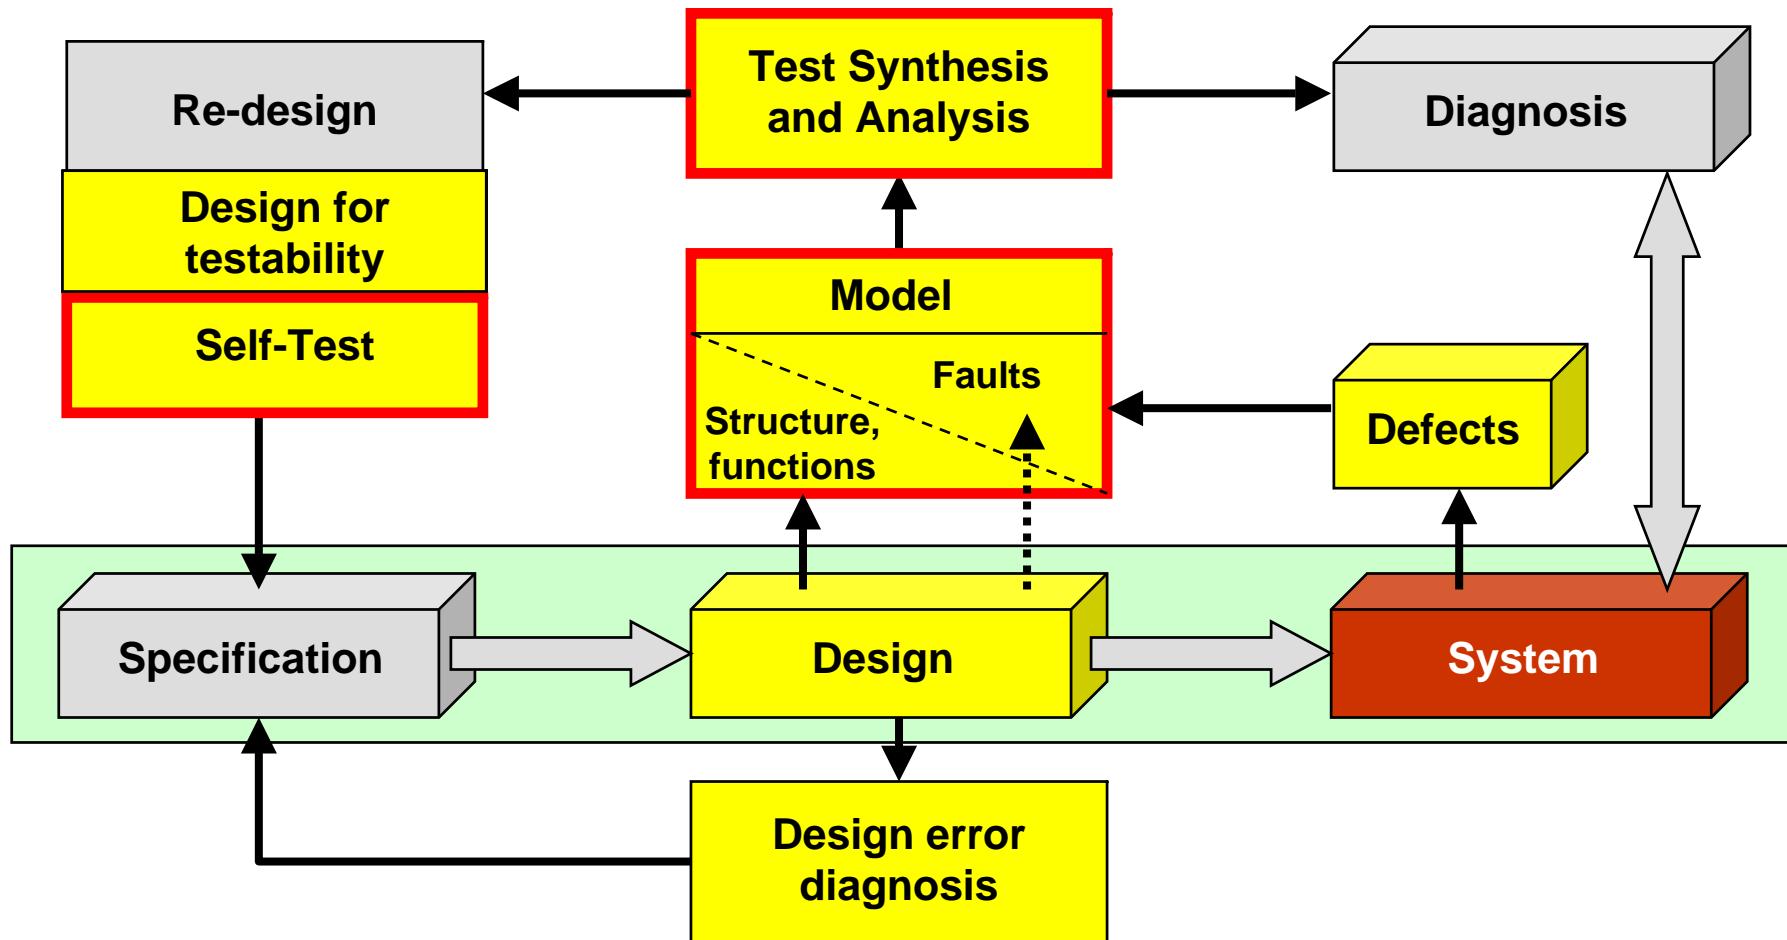 Re-design
Test Synthesis
and Analysis
Diagnosis
Design for
testability
Self-Test
Model
Faults
Structure,
functions
Defects
Specification
Design
System
Design error
diagnosis